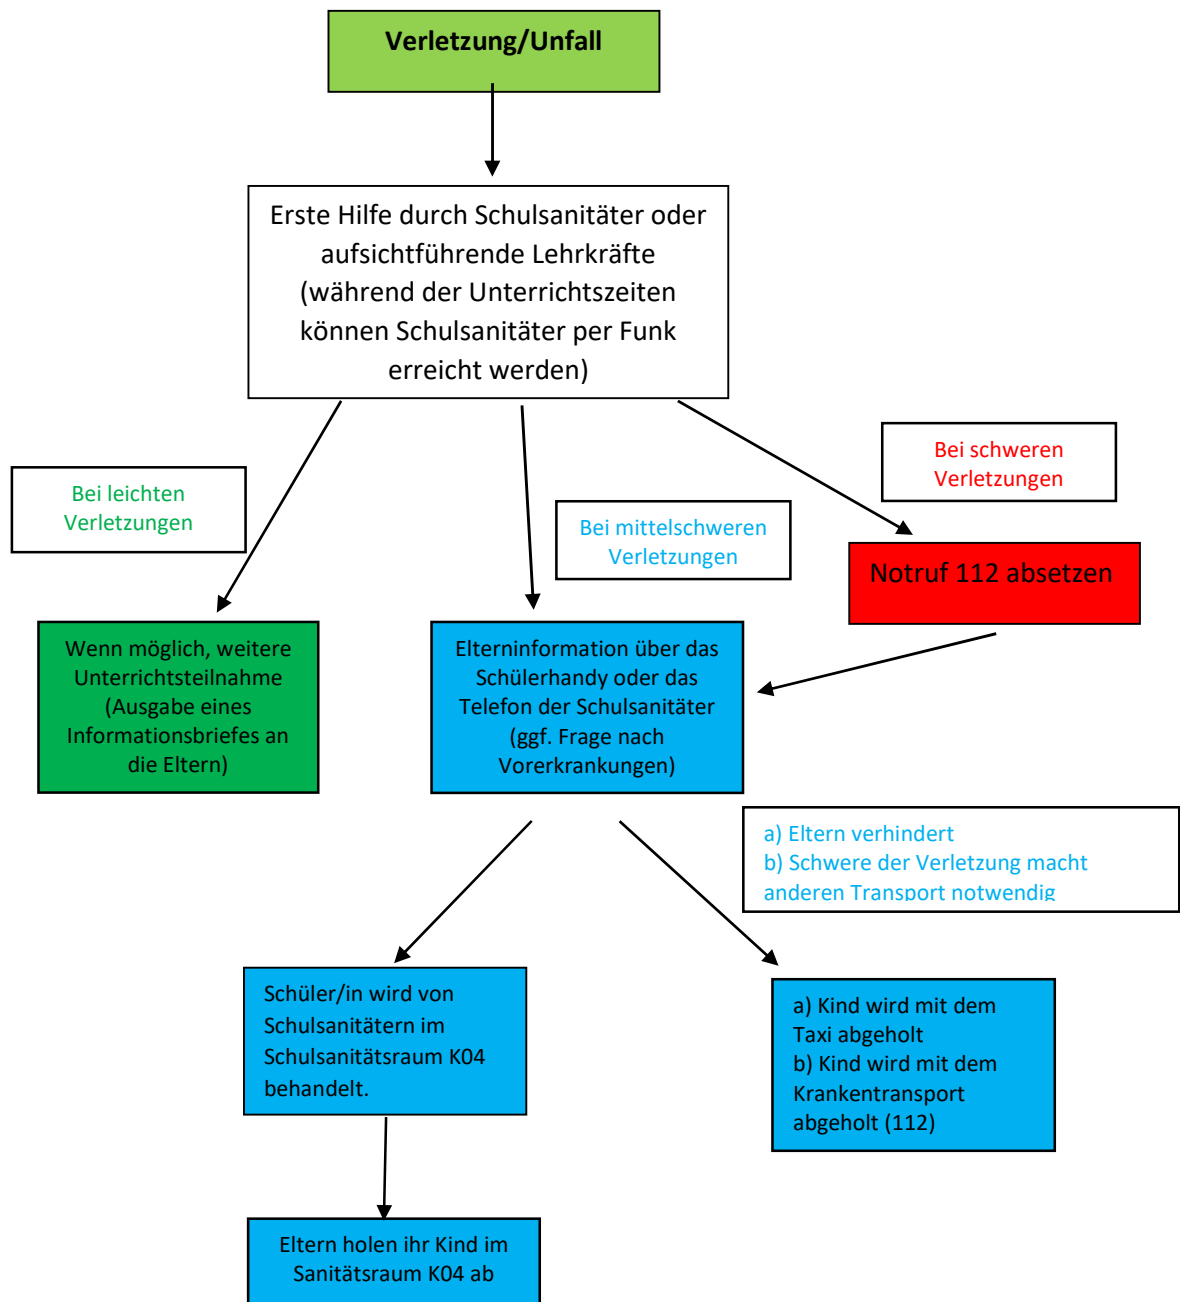 Verletzung/Unfall
Erste Hilfe durch Schulsanitäter oder
aufsichtführende Lehrkräfte
(während der Unterrichtszeiten
können Schulsanitäter per Funk
erreicht werden)
Bei leichten
Verletzungen
Bei mittelschweren
Verletzungen
Bei schweren
Verletzungen
Notruf 112 absetzen
Wenn möglich, weitere
Unterrichtsteilnahme
(Ausgabe eines
Informationsbriefes an
die Eltern)
Elterninformation über das
Schülerhandy oder das
Telefon der Schulsanitäter
(ggf. Frage nach
Vorerkrankungen)
a) Eltern verhindert
b) Schwere der Verletzung macht
anderen Transport notwendig
Schüler/in wird von
Schulsanitätern im
Schulsanitätsraum K04
behandelt.
a) Kind wird mit dem
Taxi abgeholt
b) Kind wird mit dem
Krankentransport
abgeholt (112)
Eltern holen ihr Kind im
Sanitätsraum K04 ab